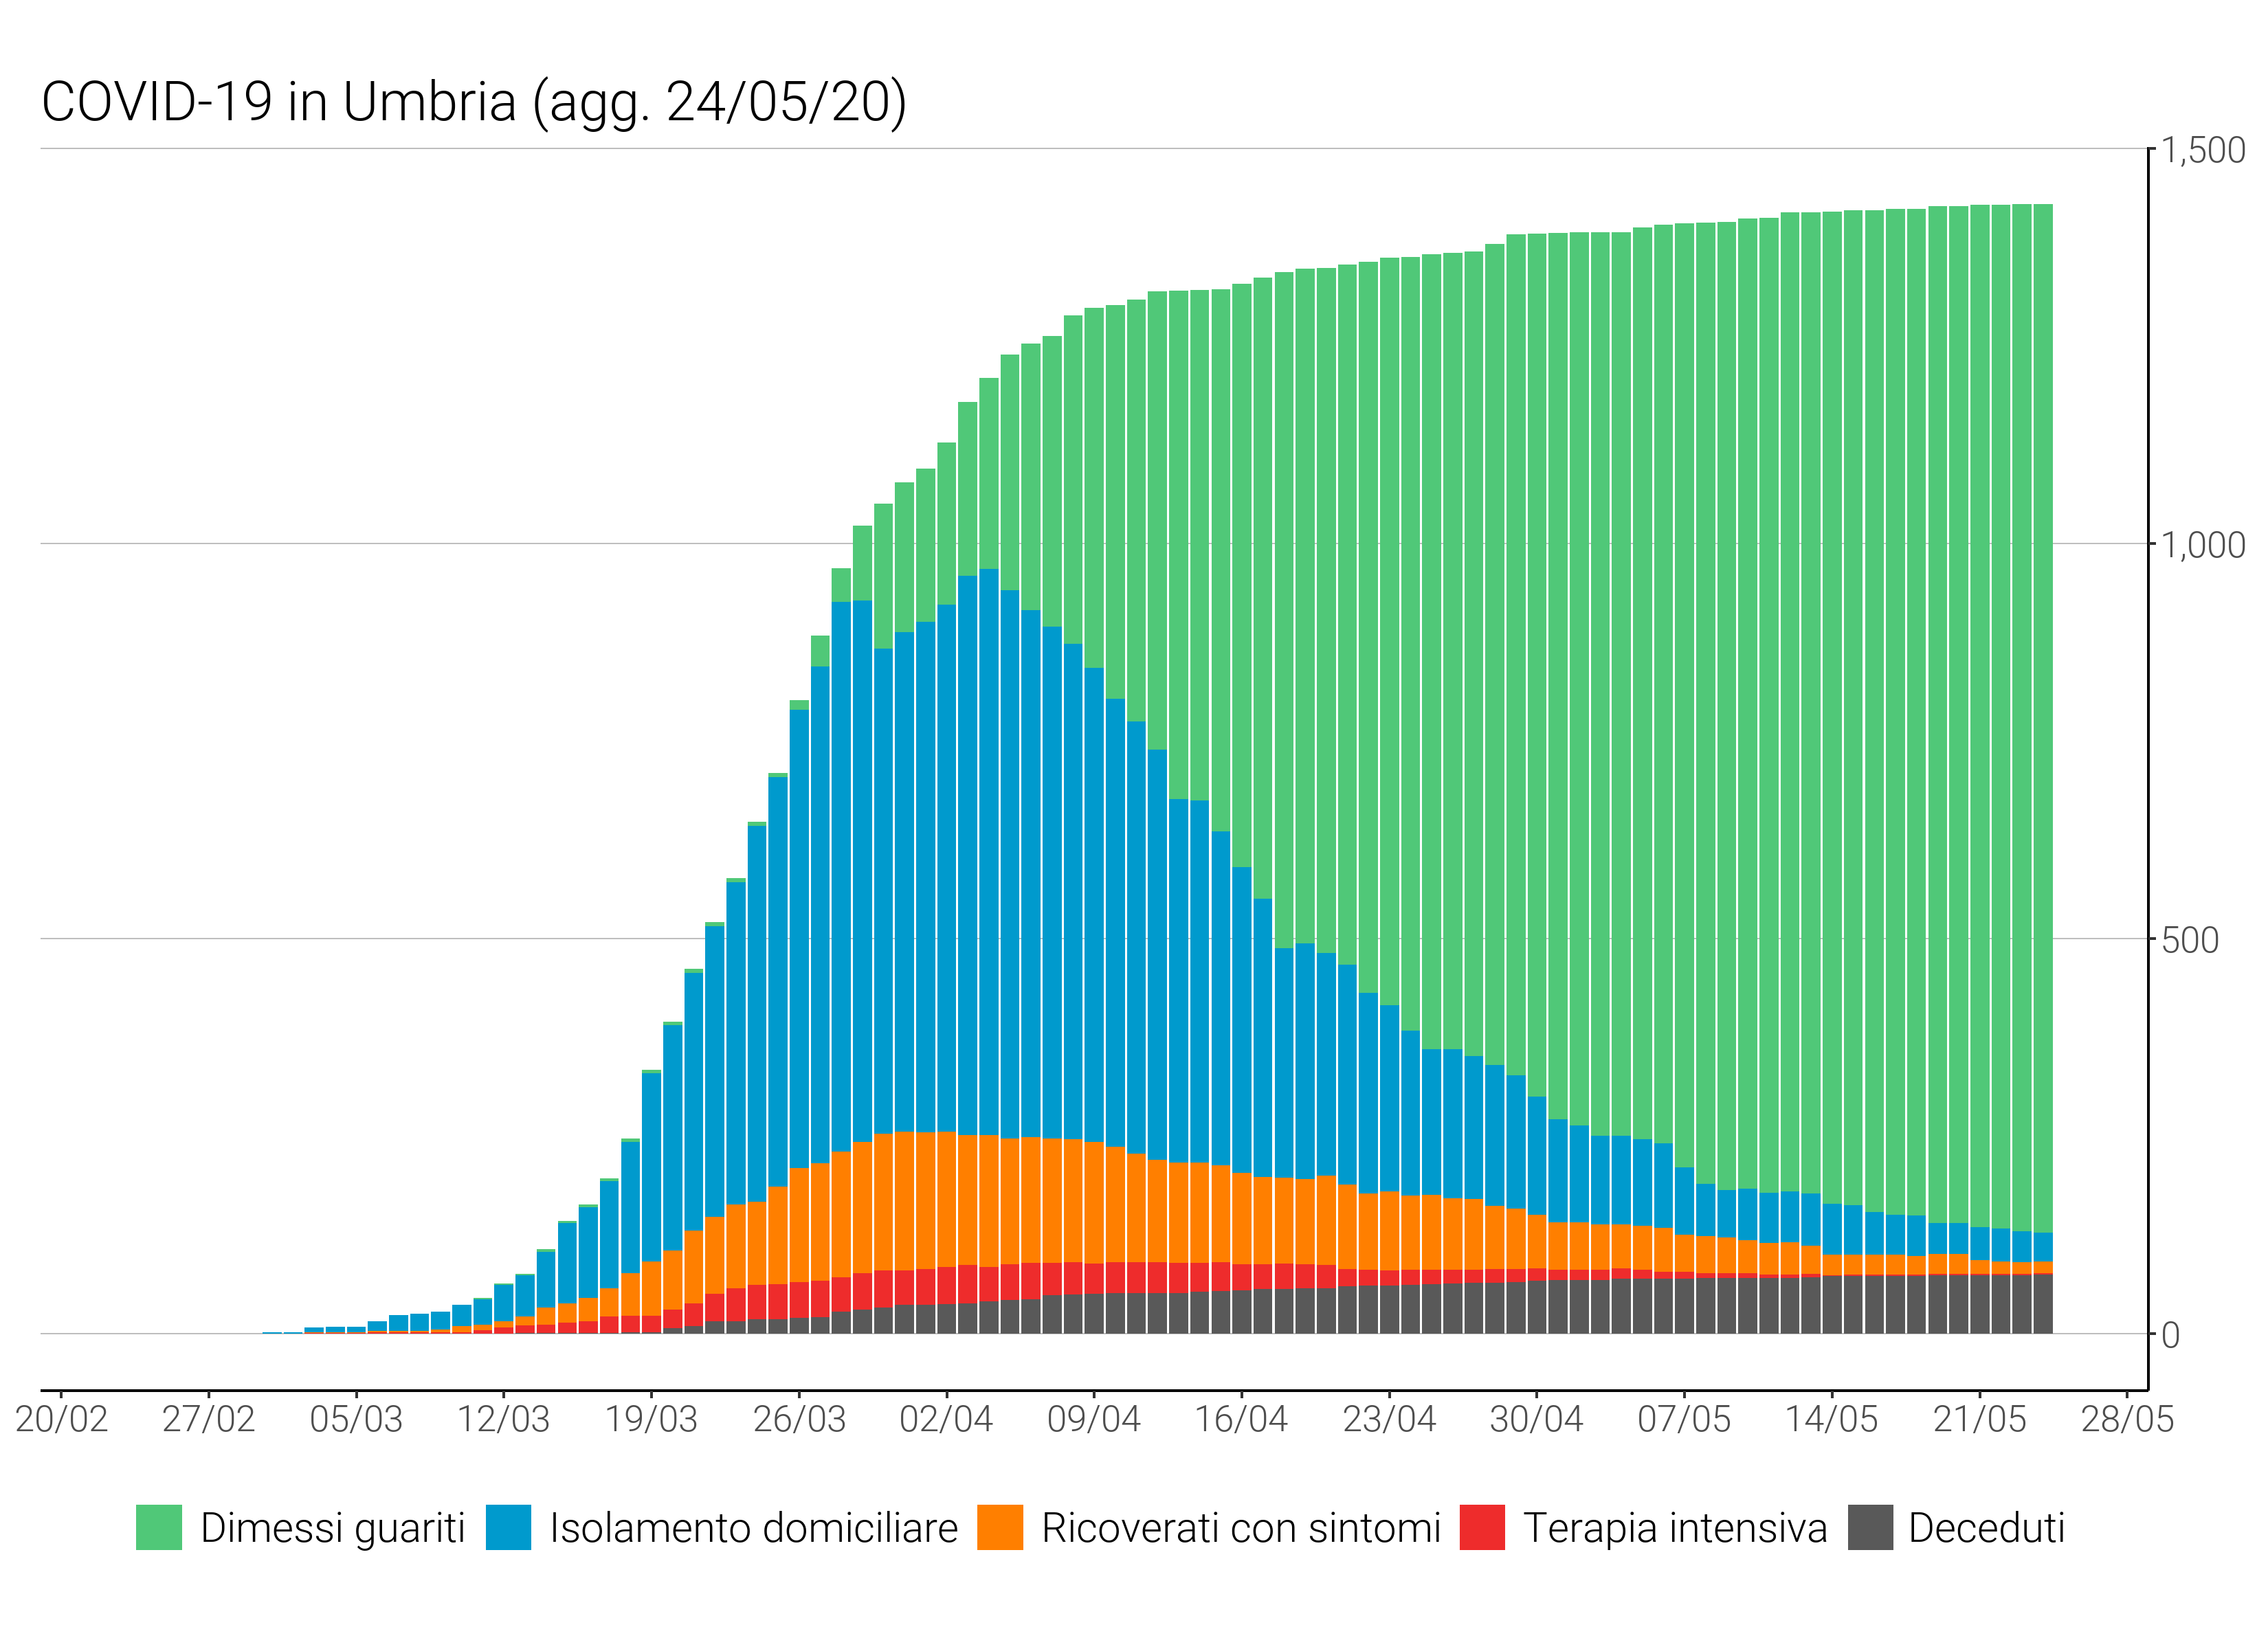 COVID-19 in Umbria (agg. 24/05/20)
1,500
1,000
500
0
20/02 27/02 05/03 12/03 19/03 26/03 02/04 09/04 16/04 23/04 30/04 07/05 14/05 21/05 28/05
Dimessi guariti Isolamento domiciliare Ricoverati con sintomi Terapia intensiva Deceduti